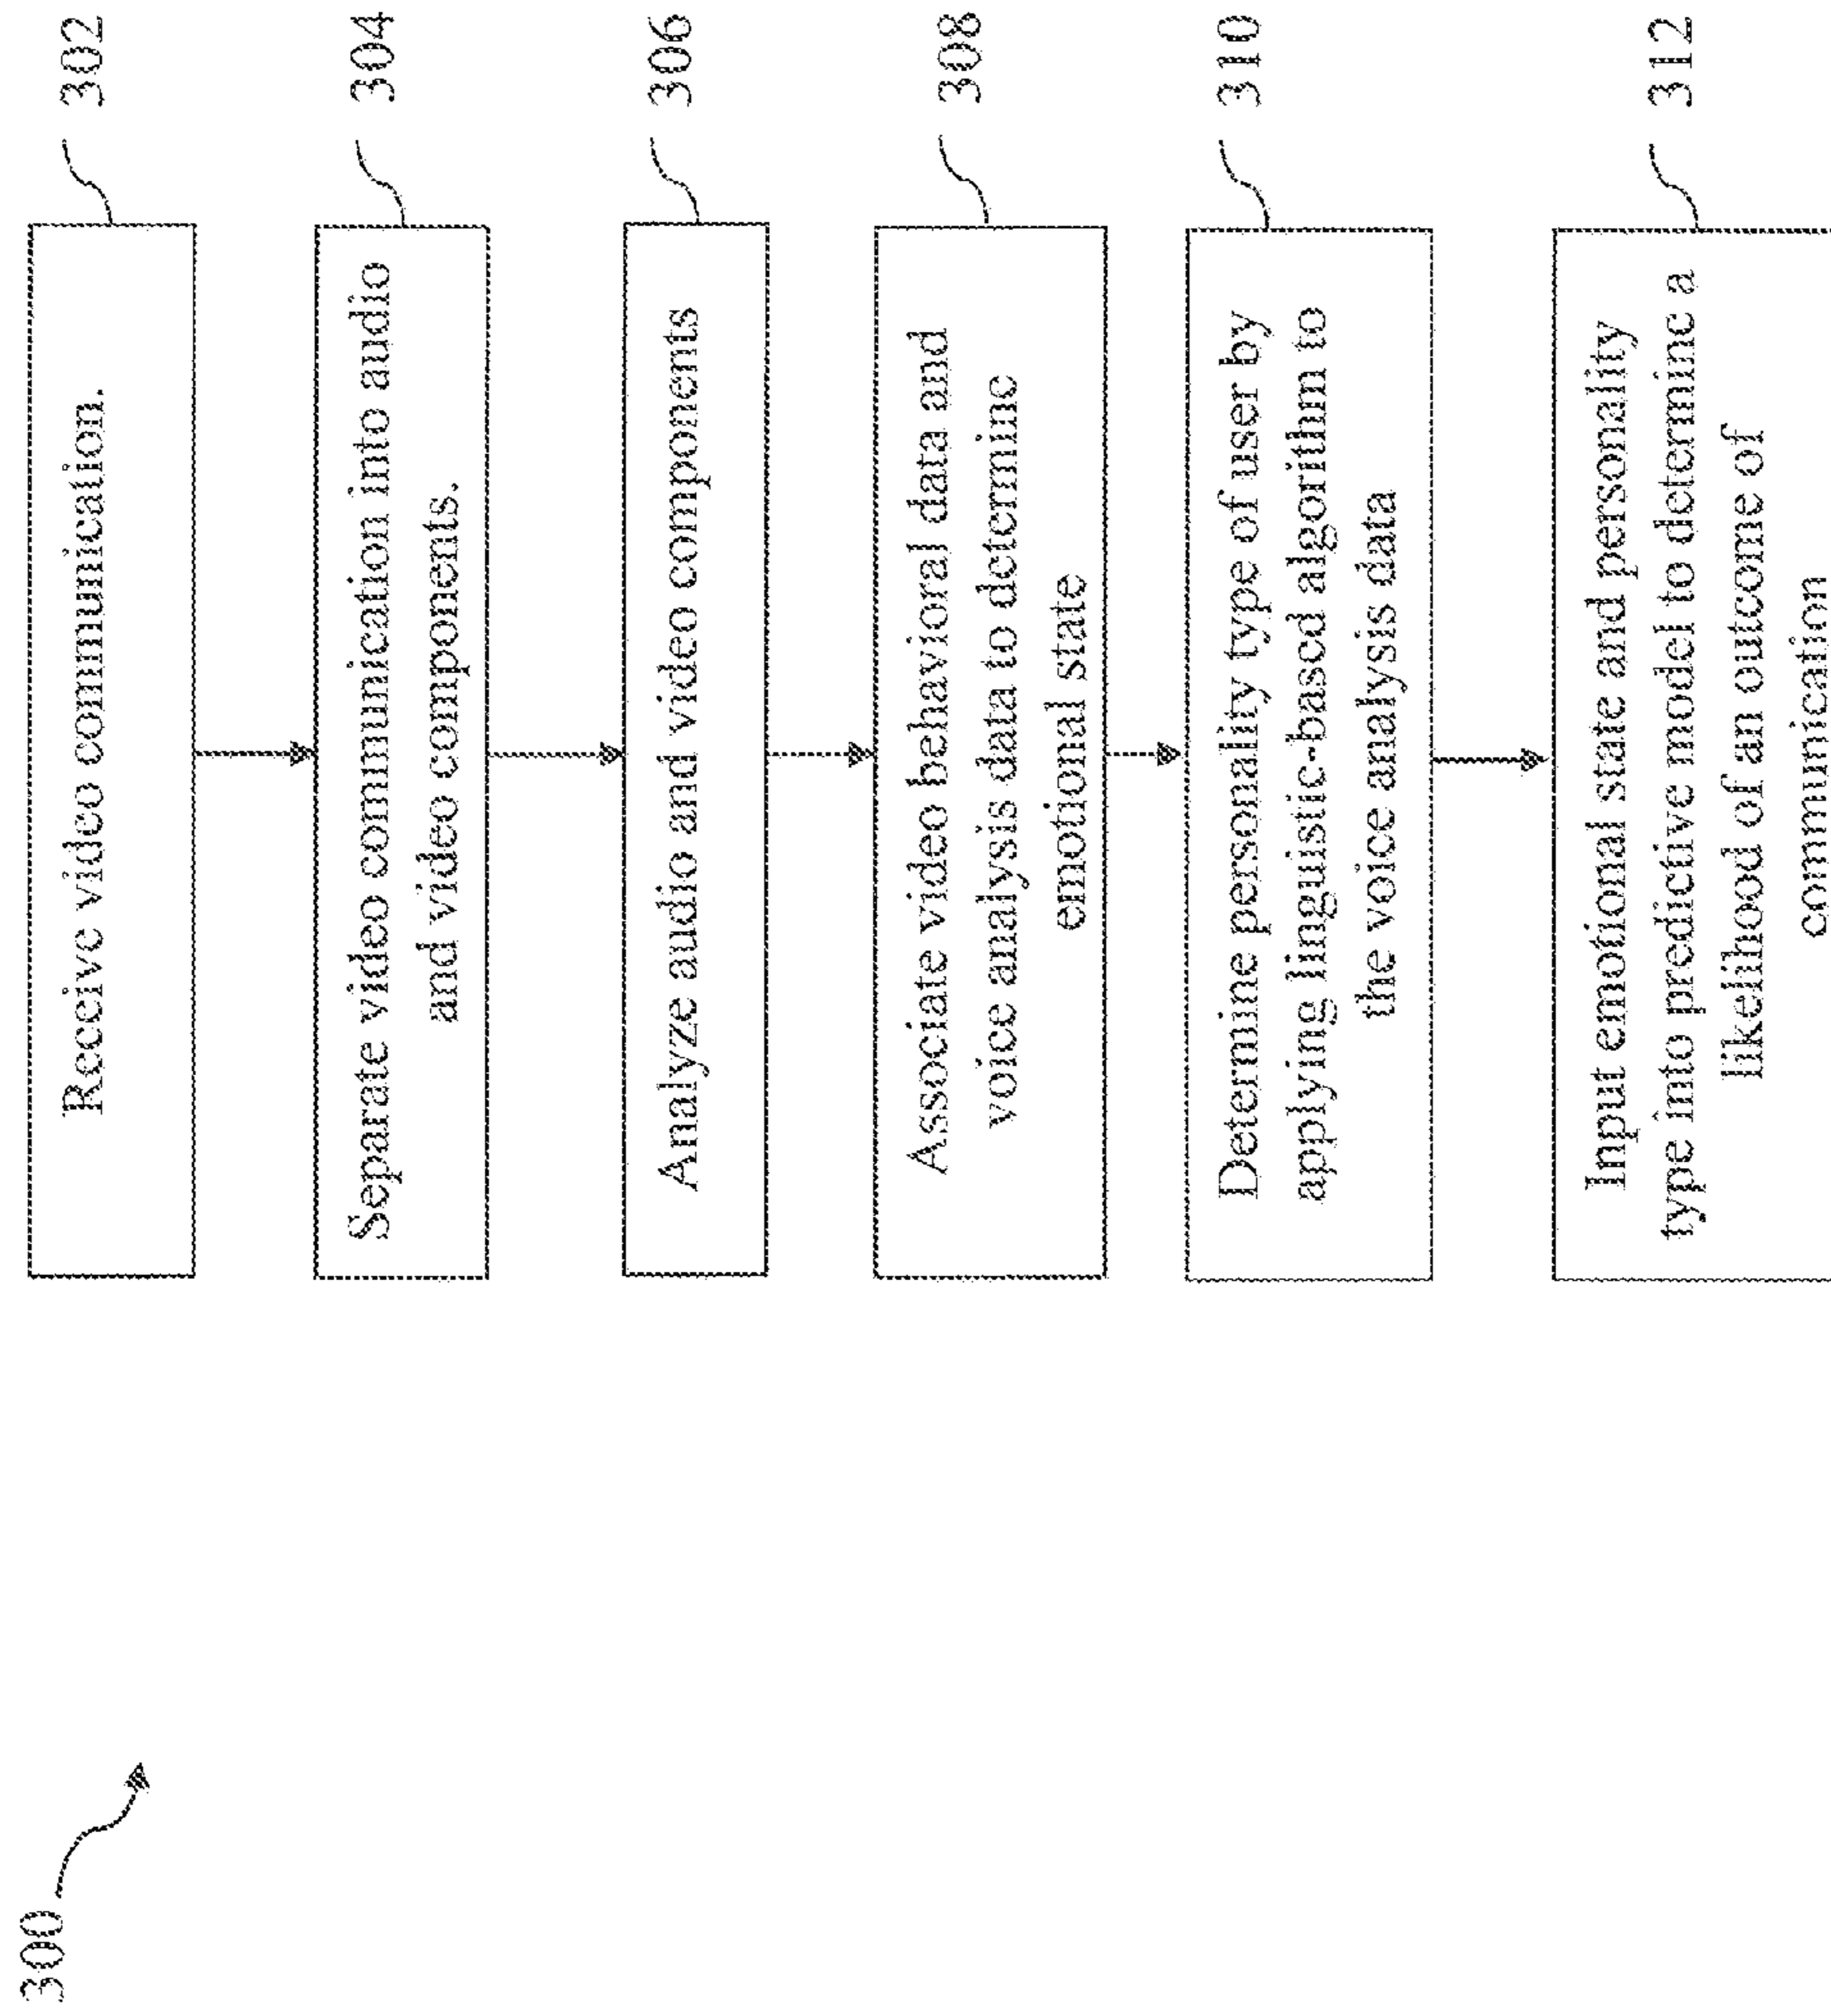 300
Receive video communication.
302
Separate video communication into audio
and video components.
304
Analyze audio and video components
306
Associate video behavioral data and
voice analysis data to determine
emotional state
308
Determine personality type of user by
applying linguistic-based algorithm to
the voice analysis data
310
Input emotional state and personality
type into predictive model to determine a
likelihood of an outcome of
communication
312